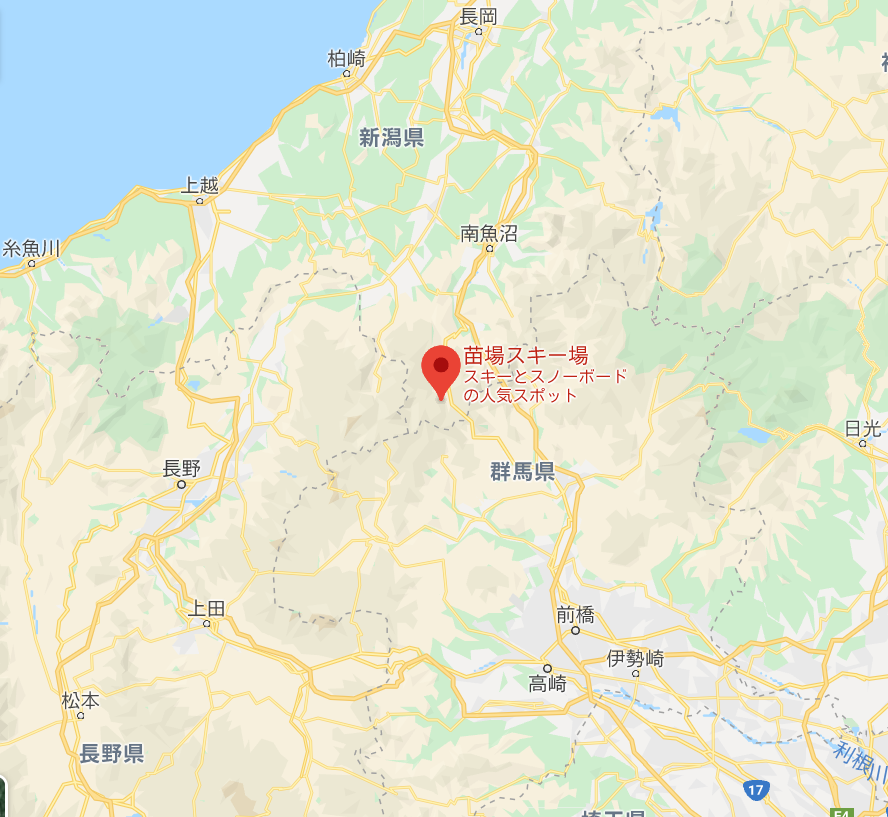 長岡
柏崎
新潟県
上越
南魚沼
糸魚川
苗場スキー場
スキーとスノーボード
の人気スポット
日光
長野
群馬県
上田
前橋
伊勢崎
高崎
松本
長野県
利根川
17
埼玉県
E4